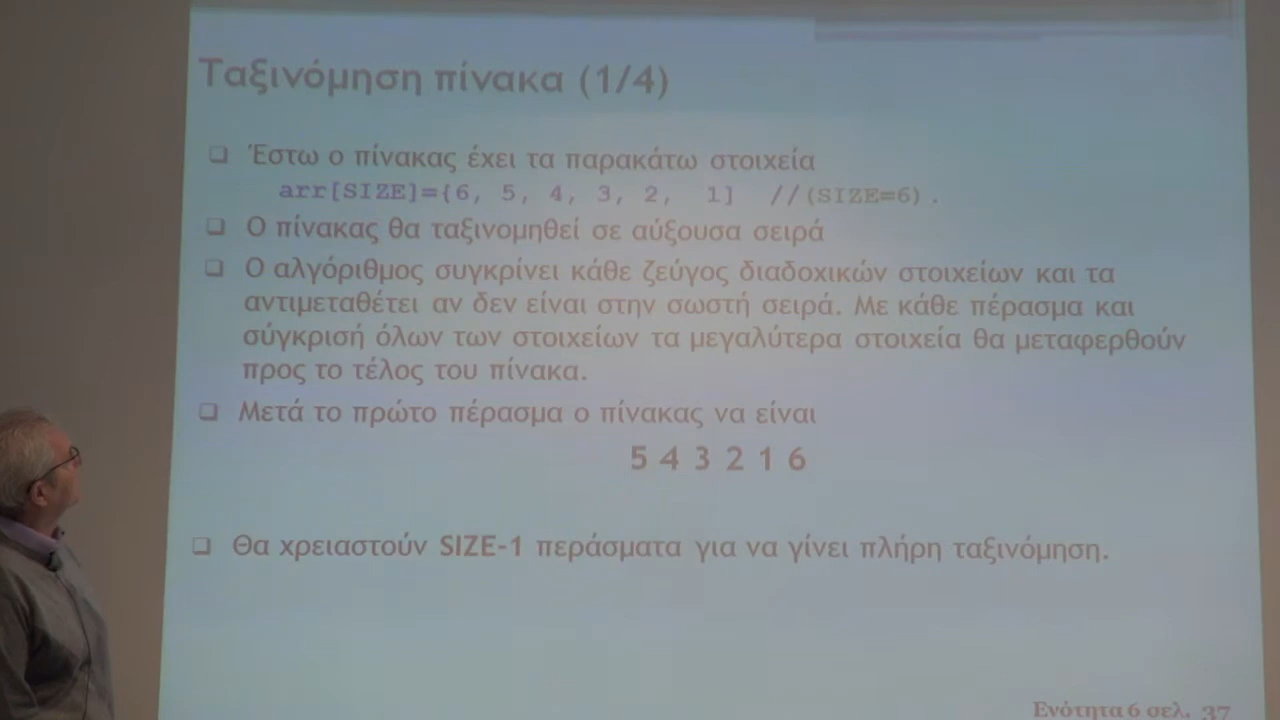 Ταξινόμηση πίνακα (1/4)
❑ Έστω ο πίνακας έχει τα παρακάτω στοιχεία
arr[SIZE]={6, 5, 4, 3, 2, 1] //(SIZE=6).
❑ Ο πίνακας θα ταξινομηθεί σε αύξουσα σειρά
❑ Ο αλγόριθμος συγκρίνει κάθε ζεύγος διαδοχικών στοιχείων και τα
αντιμεταθέτει αν δεν είναι στην σωστή σειρά. Με κάθε πέρασμα και
σύγκρισή όλων των στοιχείων τα μεγαλύτερα στοιχεία θα μεταφερθούν
προς το τέλος του πίνακα.
❑ Μετά το πρώτο πέρασμα ο πίνακας να είναι
5 4 3 2 1 6
❑ Θα χρειαστούν SIZE-1 περάσματα για να γίνει πλήρη ταξινόμηση.
Ενότητα 6 σελ. 37